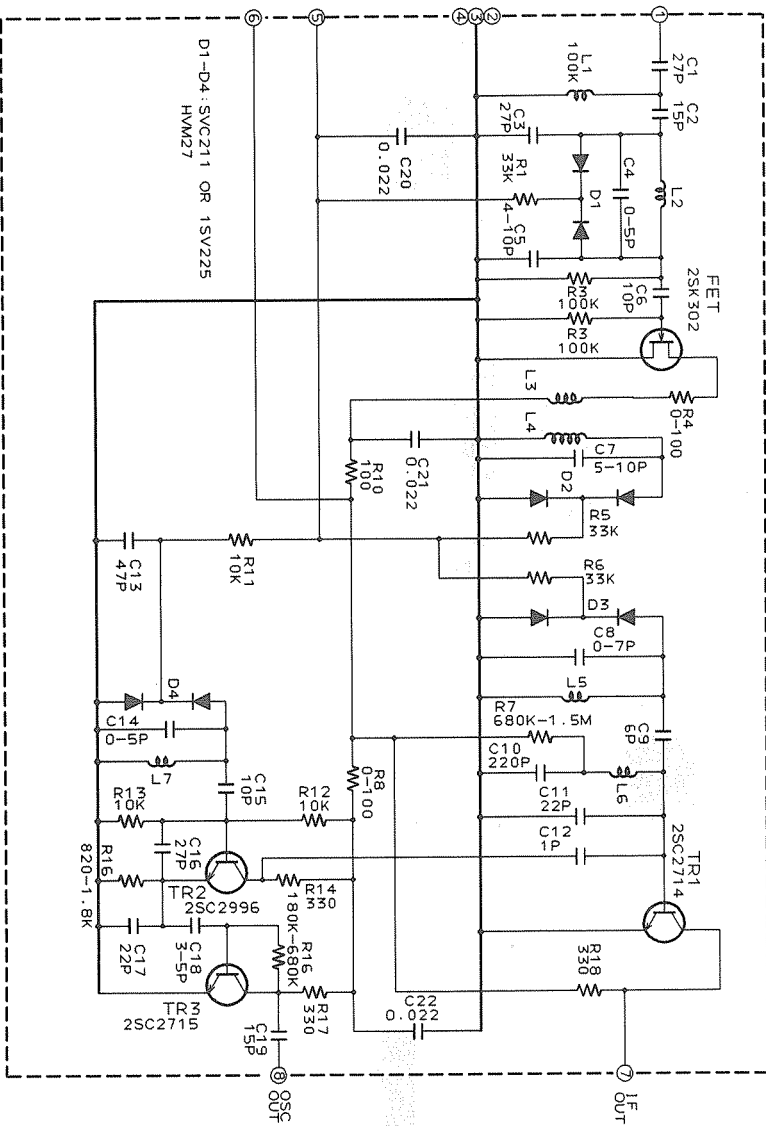 1
2
3
4
5
6
C1
27P
L1
100K
C2
15P
C3
27P
R1
33K
D1
C4
0-5P
L2
C5
4-10P
C20
0.022
D1-D4:SVC211 OR 1SV225
HVM27
C6
10P
R3
100K
R3
100K
FET
2SK302
L3
R4
0-100
L4
C7
5-10P
C21
0.022
R10
100
D2
R5
33K
R6
33K
D3
C8
0-7P
L5
R11
10K
C13
47P
R7
680K-1.5M
C9
6P
C10
220P
L6
C11
22P
C12
1P
TR1
2SC2714
D4
C14
0-5P
L7
C15
10P
R8
0-100
R12
10K
R13
10K
C16
27P
TR2
2SC2996
R14
330
R16
820-1.8K
C17
22P
C18
3-5P
R16
180K-680K
R17
330
TR3
2SC2715
C19
15P
C22
0.022
R18
330
7
IF
OUT
8
OSC
OUT